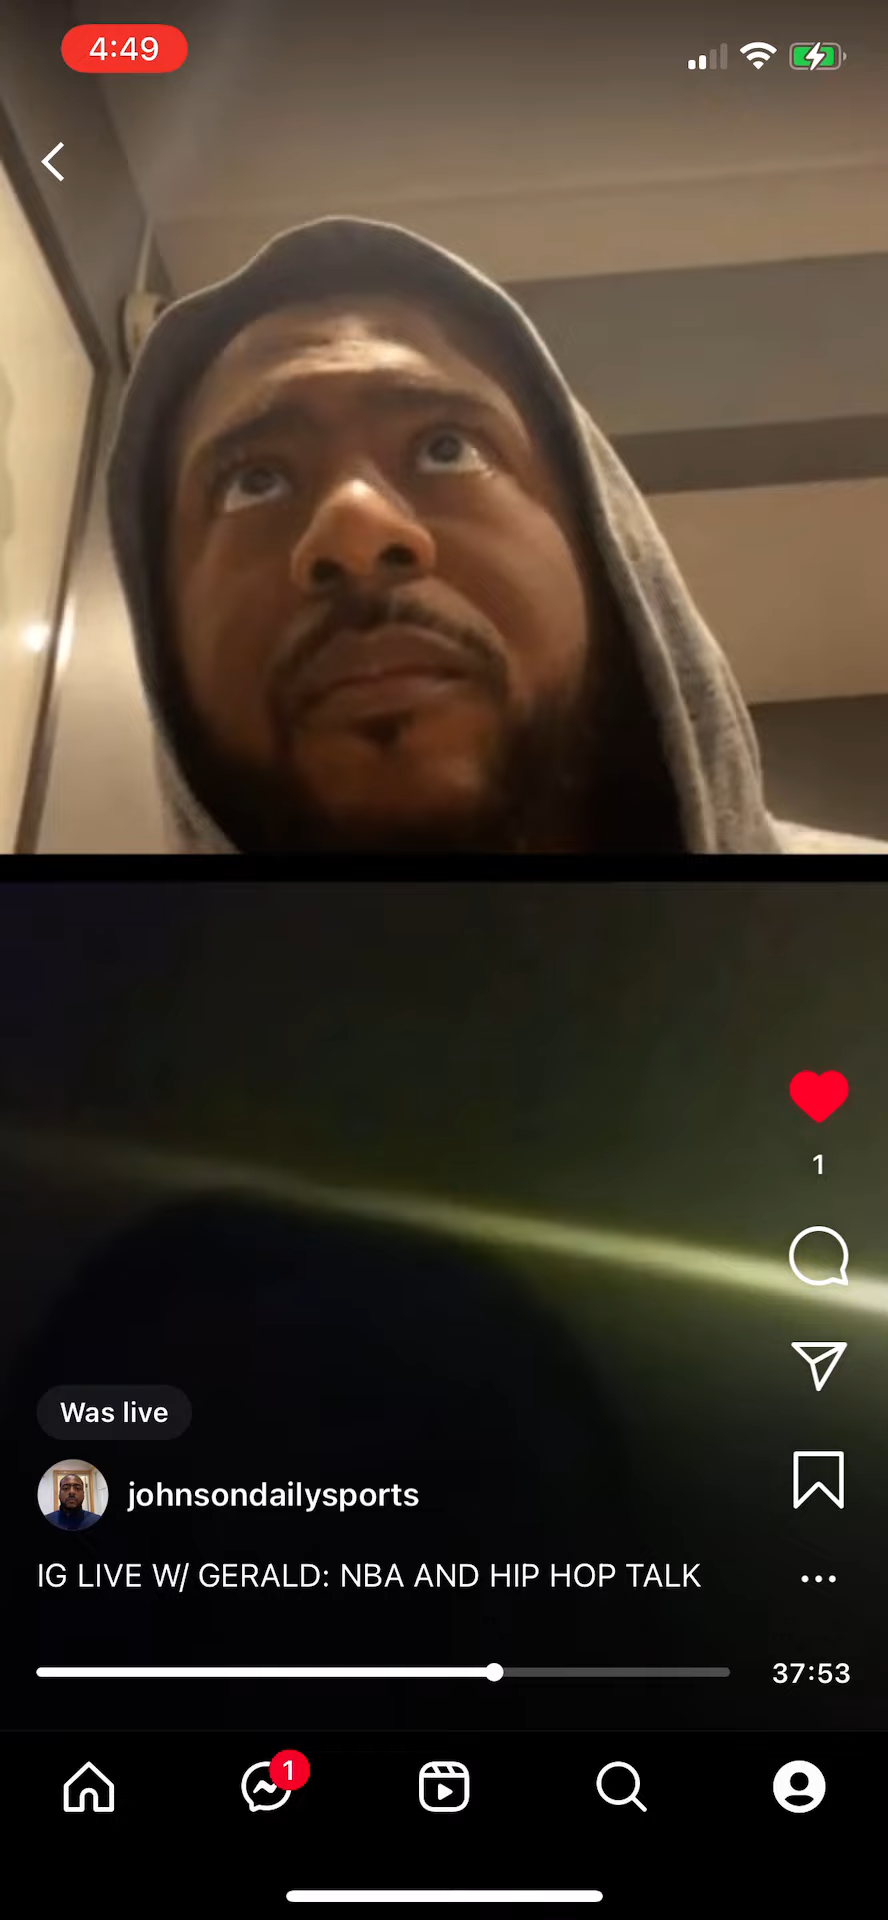 4:49
1
Was live
johnsondailysports
IG LIVE W/ GERALD: NBA AND HIP HOP TALK
37:53
1